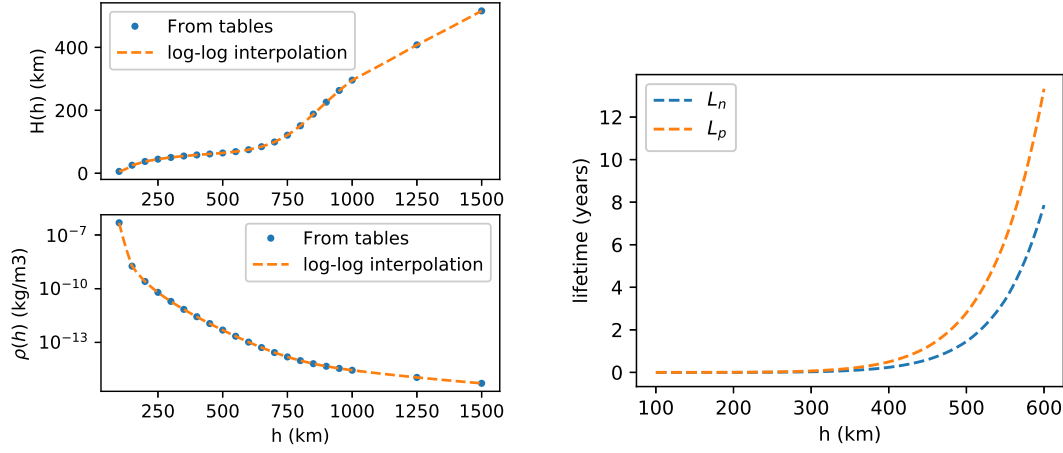 From tables
log-log interpolation
H(h) (km)
400
200
0
250 500 750 1000 1250 1500
From tables
log-log interpolation
ρ(h) (kg/m3)
10⁻⁷
10⁻¹⁰
10⁻¹³
250 500 750 1000 1250 1500
h (km)
Lₙ
Lₚ
lifetime (years)
12
10
8
6
4
2
0
100 200 300 400 500 600
h (km)